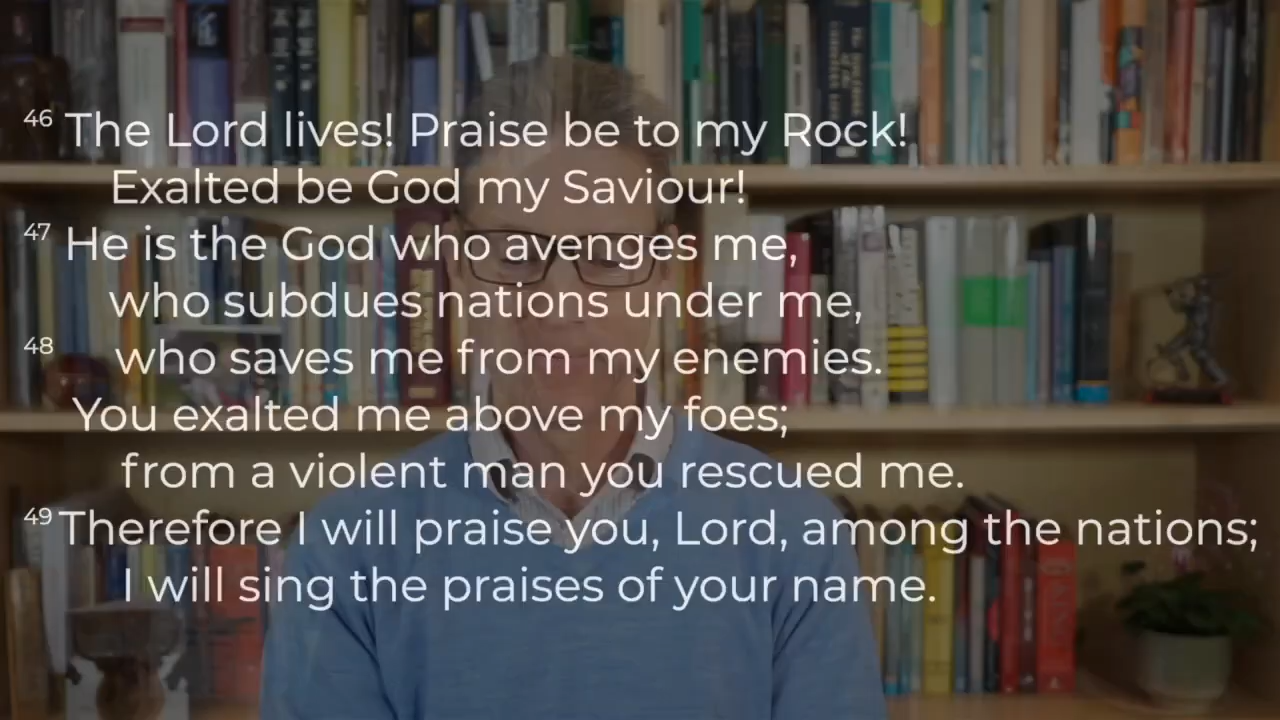 46 The Lord lives! Praise be to my Rock!
Exalted be God my Saviour!
47 He is the God who avenges me,
who subdues nations under me,
48 who saves me from my enemies.
You exalted me above my foes;
from a violent man you rescued me.
49 Therefore I will praise you, Lord, among the nations;
I will sing the praises of your name.